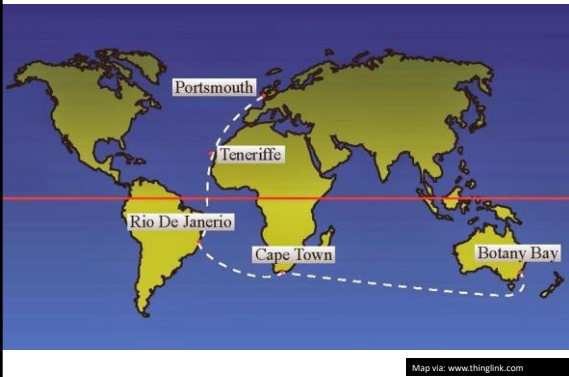 Portsmouth
Teneriffe
Rio De Janerio
Cape Town
Botany Bay
Map via: www.thinglink.com